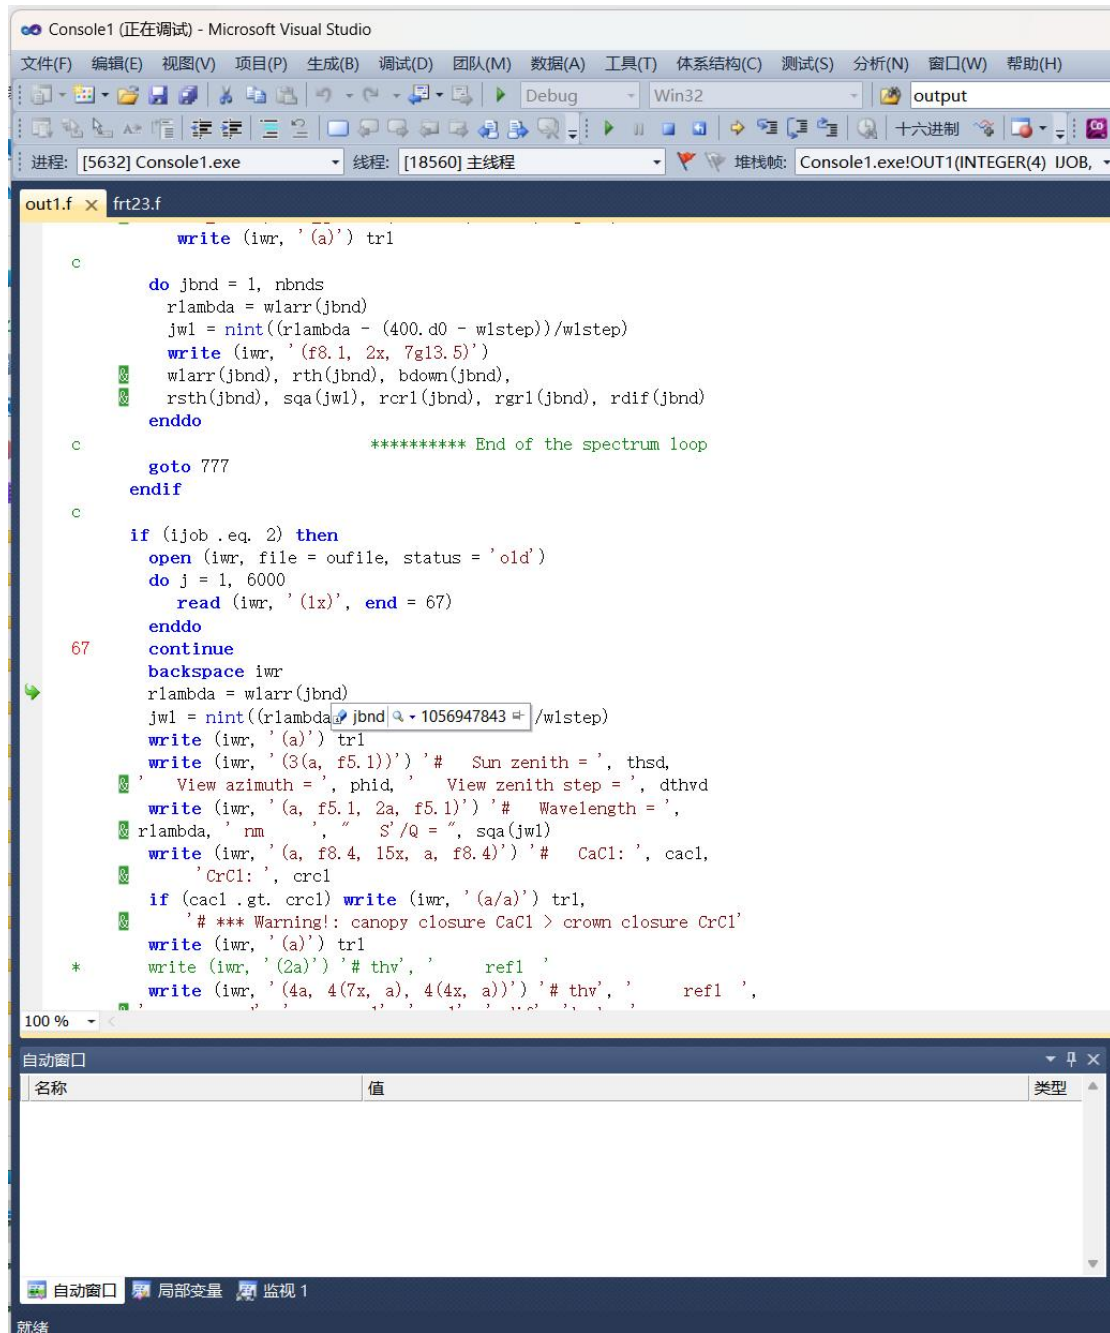 Console1 (正在调试) - Microsoft Visual Studio
文件(F) 编辑(E) 视图(V) 项目(P) 生成(B) 调试(D) 团队(M) 数据(A) 工具(T) 体系结构(C) 测试(S) 分析(N) 窗口(W) 帮助(H)
Debug Win32 output
十六进制
进程: [5632] Console1.exe 线程: [18560] 主线程 堆栈帧: Console1.exe!OUT1(INTEGER(4) IJOB,
out1.f frt23.f
write (iwr, '(a)') trl
c
do jbnd = 1, nbnds
rlambda = wlarr(jbnd)
jwl = nint((rlambda - (400.d0 - wlstep))/wlstep)
write (iwr, '(f8.1, 2x, 7g13.5)')
& wlarr(jbnd), rth(jbnd), bdown(jbnd),
& rsth(jbnd), sqa(jwl), rcrl(jbnd), rgrl(jbnd), rdif(jbnd)
enddo
c ********** End of the spectrum loop
goto 777
endif
c
if (ijob .eq. 2) then
open (iwr, file = oufile, status = 'old')
do j = 1, 6000
read (iwr, '(1x)', end = 67)
enddo
67 continue
backspace iwr
rlambda = wlarr(jbnd)
jwl = nint((rlambda jbnd 1056947843 /wlstep)
write (iwr, '(a)') trl
write (iwr, '(3(a, f5.1))') '# Sun zenith = ', thsd,
& ' View azimuth = ', phid, ' View zenith step = ', dthvd
write (iwr, '(a, f5.1, 2a, f5.1)') '# Wavelength = ',
& rlambda, ' nm ', " S'/Q = ", sqa(jwl)
write (iwr, '(a, f8.4, 15x, a, f8.4)') '# CaCl: ', cacl,
& 'CrCl: ', crcl
if (cacl .gt. crcl) write (iwr, '(a/a)') trl,
& '# *** Warning!: canopy closure CaCl > crown closure CrCl'
write (iwr, '(a)') trl
* write (iwr, '(2a)') '# thv', ' refl '
write (iwr, '(4a, 4(7x, a), 4(4x, a))') '# thv', ' refl ',
100 %
自动窗口
名称 值 类型
自动窗口 局部变量 监视 1
就绪